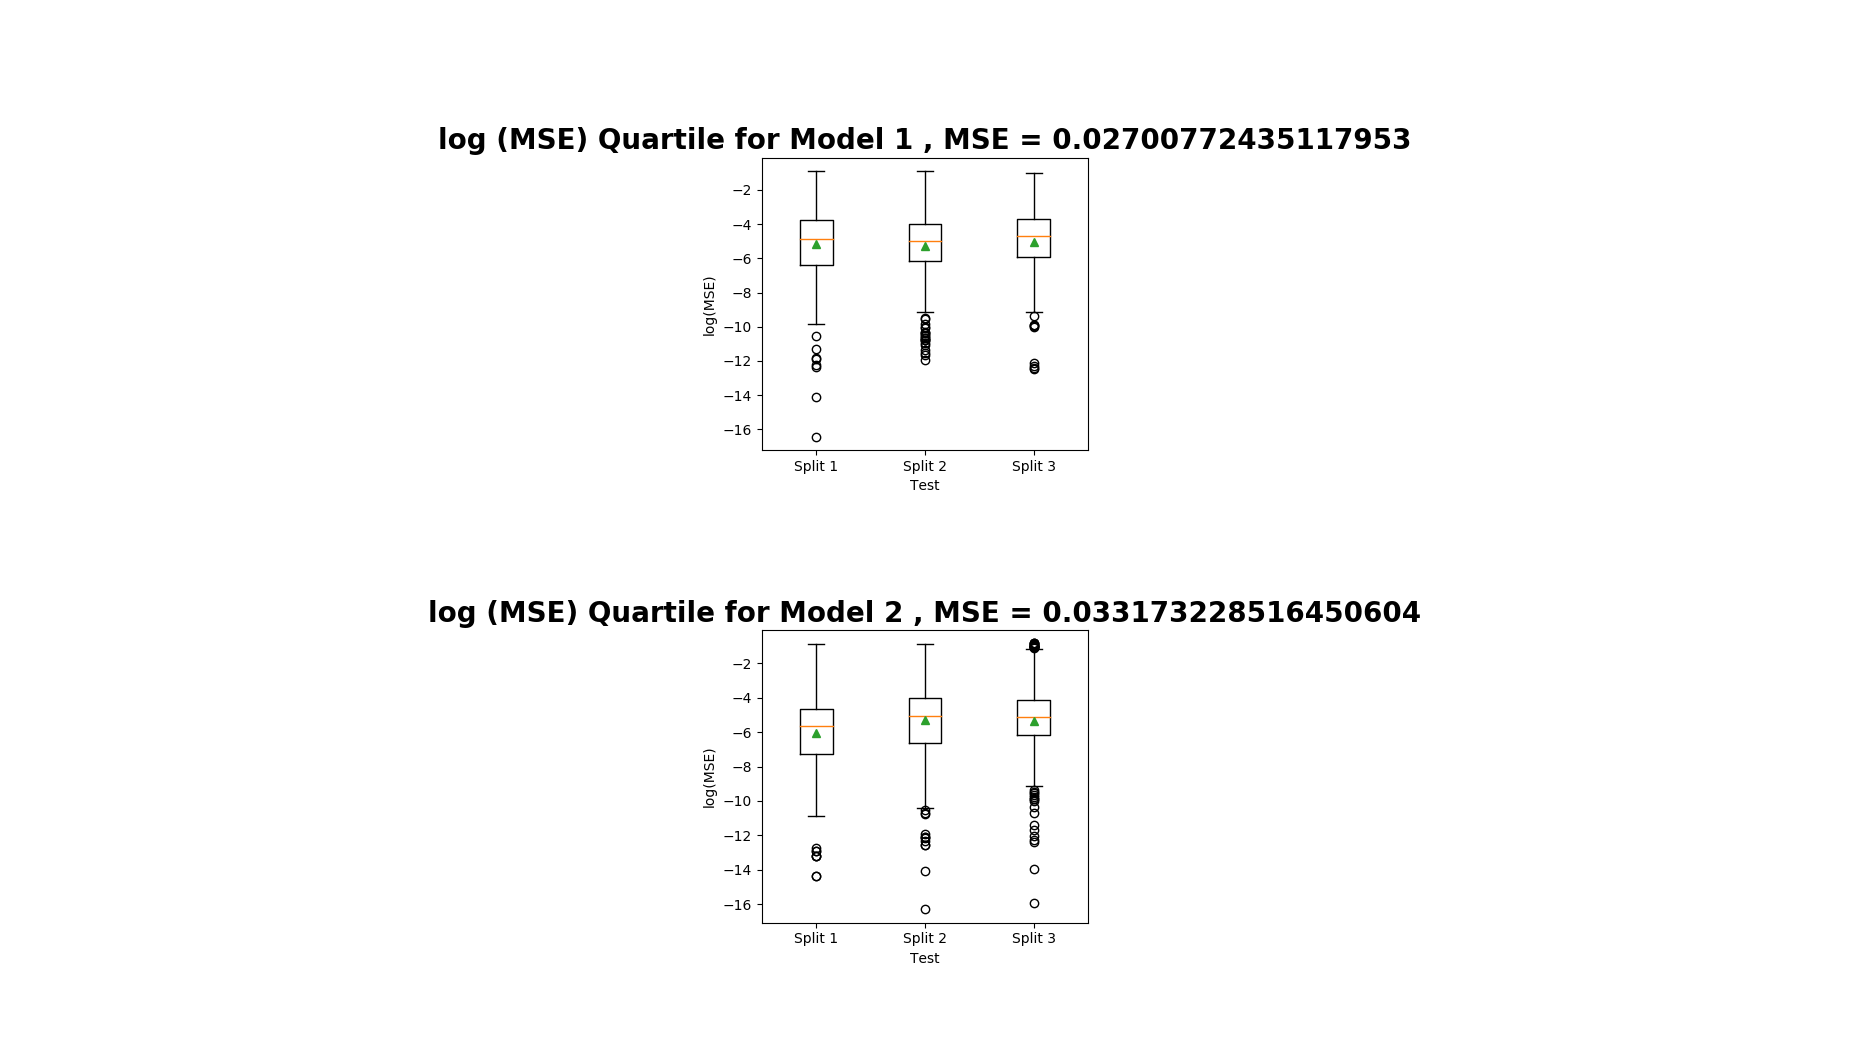 log (MSE) Quartile for Model 1 , MSE = 0.02700772435117953
−2
−4
−6
−8
−10
−12
−14
−16
log(MSE)
Split 1 Split 2 Split 3
Test
log (MSE) Quartile for Model 2 , MSE = 0.033173228516450604
−2
−4
−6
−8
−10
−12
−14
−16
log(MSE)
Split 1 Split 2 Split 3
Test